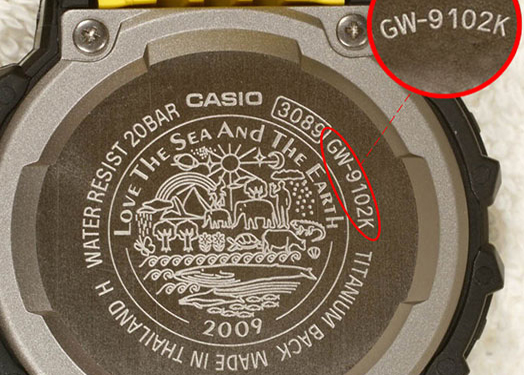 GW-9102K
CASIO
3089
GW-9102K
TITANIUM BACK
MADE IN THAILAND H
WATER RESIST 20BAR
LOVE THE SEA AND THE EARTH
2009